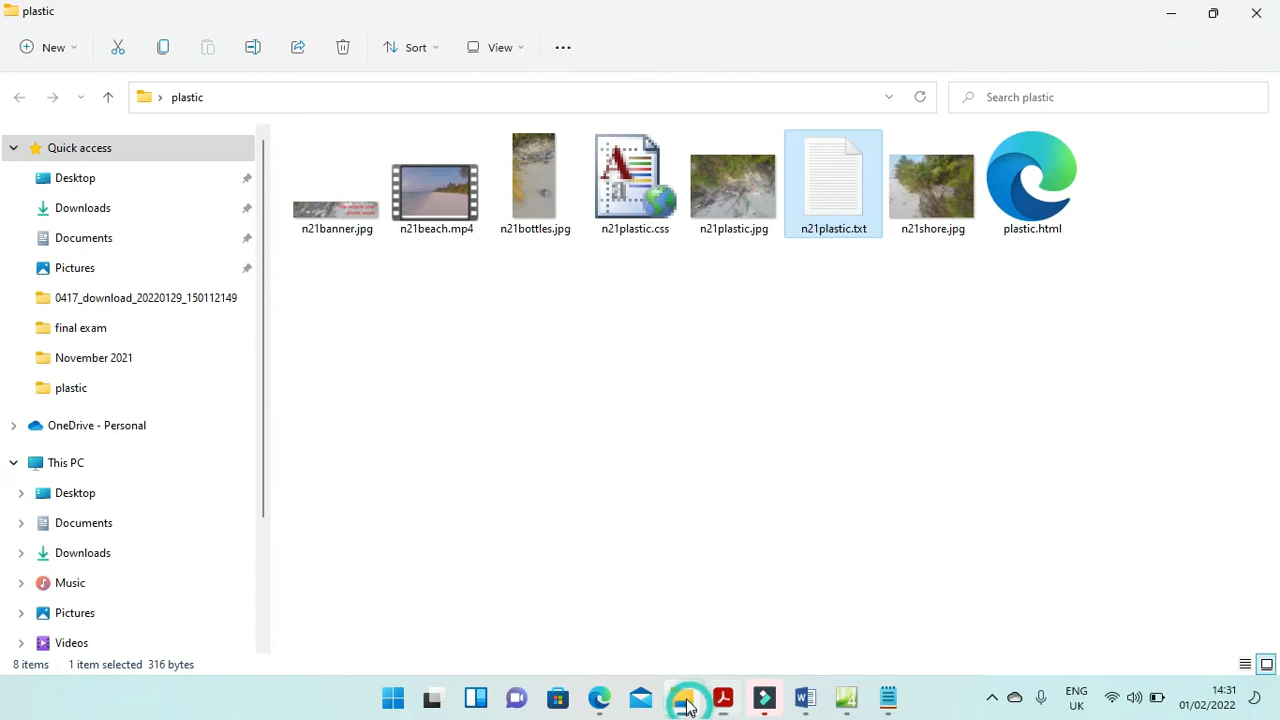 plastic
New
Sort
View
plastic
Search plastic
Quick access
Desktop
Downloads
Documents
Pictures
0417_download_20220129_150112149
final exam
November 2021
plastic
OneDrive - Personal
This PC
Desktop
Documents
Downloads
Music
Pictures
Videos
n21banner.jpg
n21beach.mp4
n21bottles.jpg
n21plastic.css
n21plastic.jpg
n21plastic.txt
n21shore.jpg
plastic.html
8 items 1 item selected 316 bytes
ENG
UK
14:31
01/02/2022